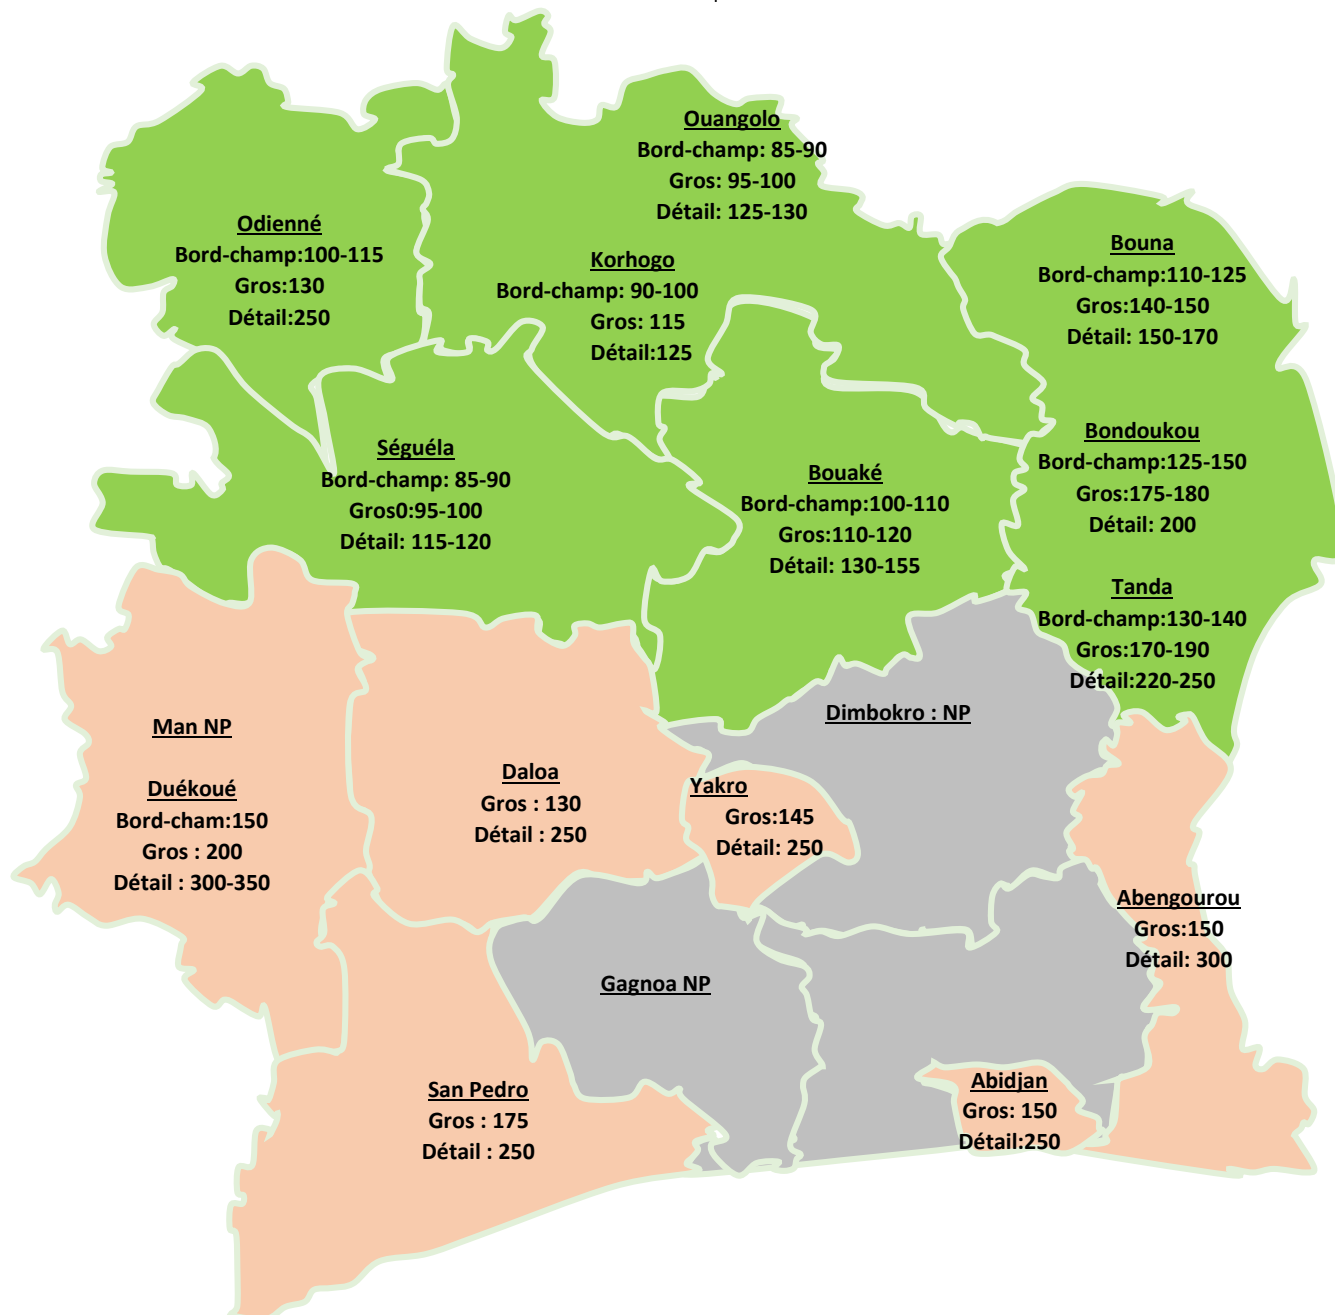 Ouangolo
Bord-champ: 85-90
Gros: 95-100
Détail: 125-130
Odienné
Bord-champ:100-115
Gros:130
Détail:250
Korhogo
Bord-champ: 90-100
Gros: 115
Détail:125
Bouna
Bord-champ:110-125
Gros:140-150
Détail: 150-170
Séguéla
Bord-champ: 85-90
Gros0:95-100
Détail: 115-120
Bouaké
Bord-champ:100-110
Gros:110-120
Détail: 130-155
Bondoukou
Bord-champ:125-150
Gros:175-180
Détail: 200
Tanda
Bord-champ:130-140
Gros:170-190
Détail:220-250
Man NP
Dimbokro : NP
Duékoué
Bord-cham:150
Gros : 200
Détail : 300-350
Daloa
Gros : 130
Détail : 250
Yakro
Gros:145
Détail: 250
Abengourou
Gros:150
Détail: 300
Gagnoa NP
San Pedro
Gros : 175
Détail : 250
Abidjan
Gros: 150
Détail:250